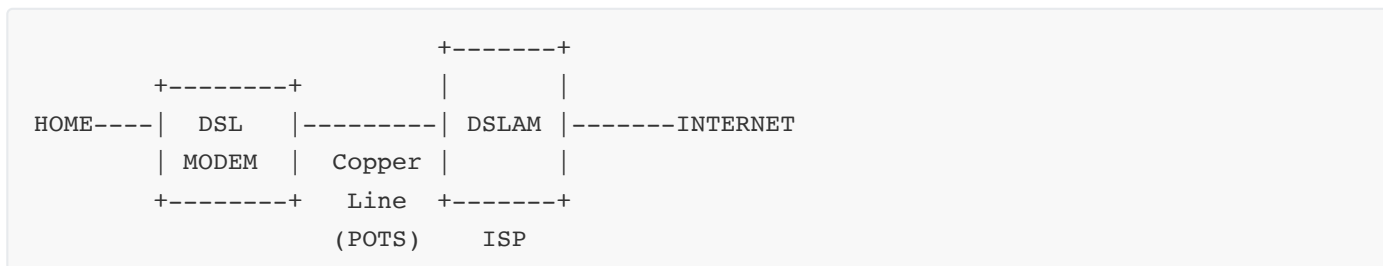 +-------+
       +--------+             |       |
HOME----|  DSL   |---------| DSLAM |-------INTERNET
       | MODEM  |  Copper |       |
       +--------+   Line  +-------+
                   (POTS)    ISP